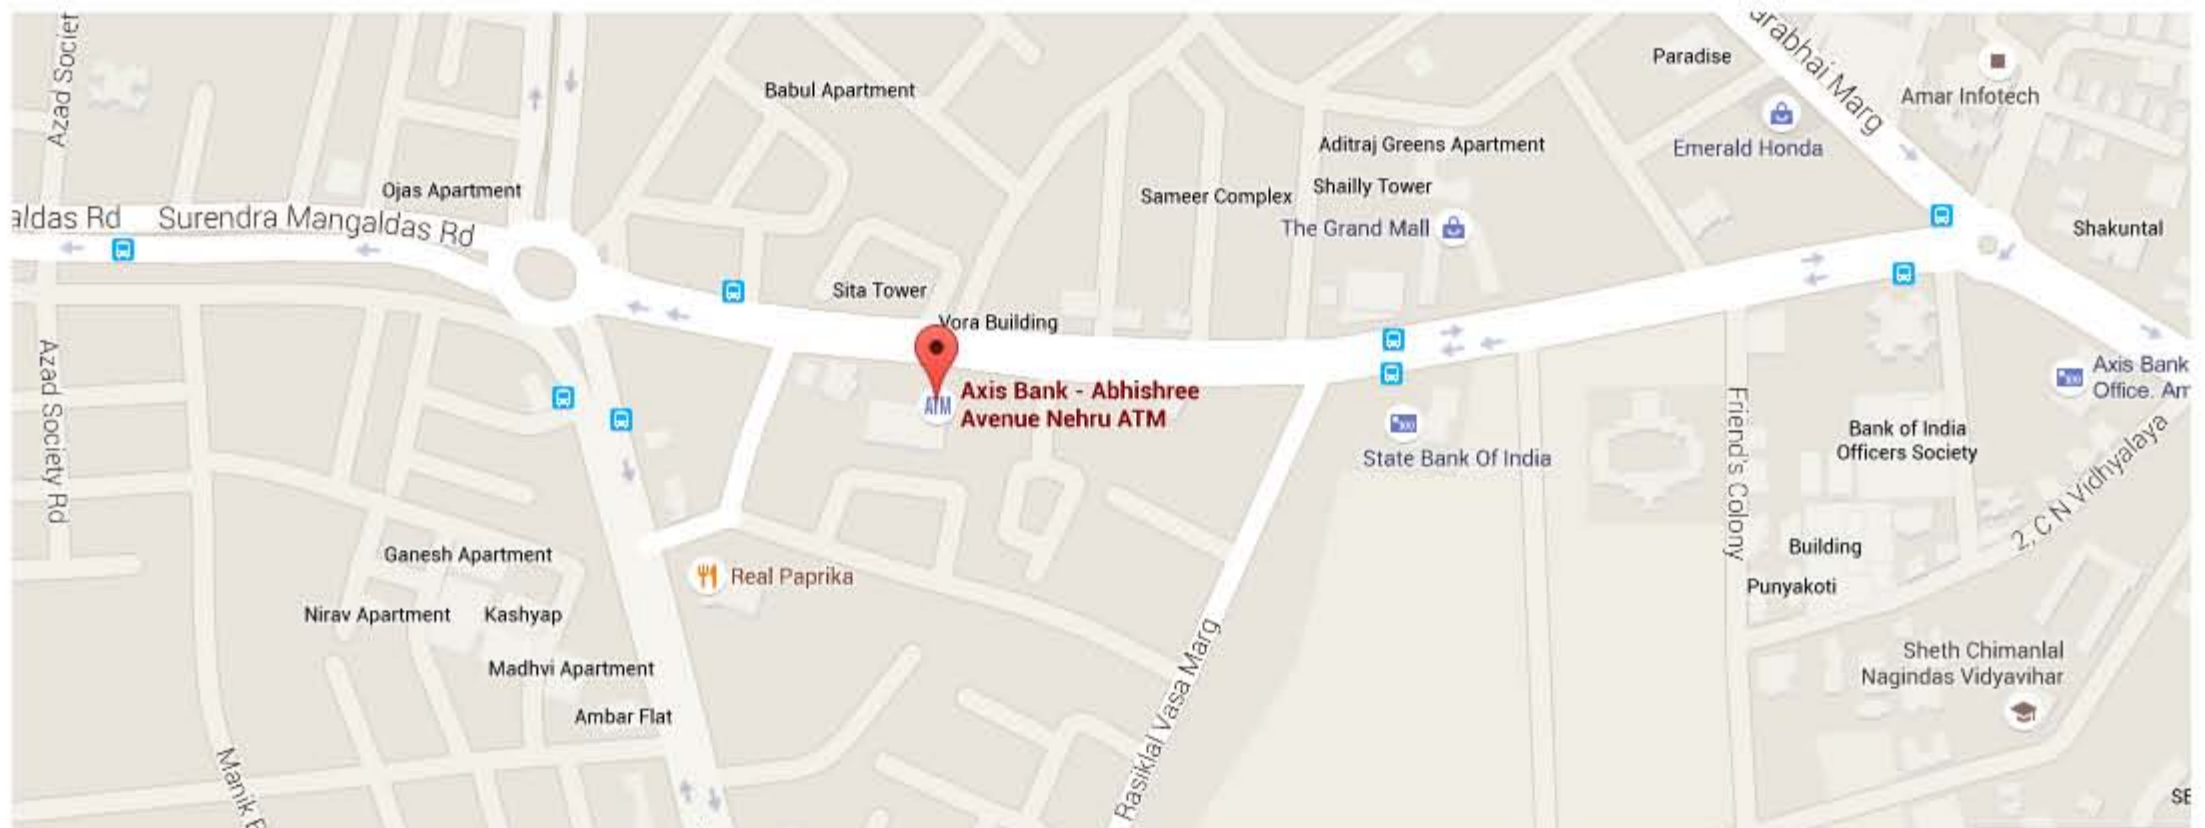 Azad Societ
Babul Apartment
Paradise
arabhai Marg
Amar Infotech
Emerald Honda
Aditraj Greens Apartment
Ojas Apartment
Sameer Complex
Shailly Tower
The Grand Mall
aldas Rd
Surendra Mangaldas Rd
Shakuntal
Sita Tower
Vora Building
Axis Bank - Abhishree
Avenue Nehru ATM
ATM
State Bank Of India
Azad Society Rd
Friend's Colony
Bank of India
Officers Society
Axis Bank
Office. Am
2, C N Vidhyalaya
Ganesh Apartment
Real Paprika
Building
Punyakoti
Nirav Apartment
Kashyap
Madhvi Apartment
Ambar Flat
Rasiklal Vasa Marg
Sheth Chimanlal
Nagindas Vidyavihar
Manik
SE